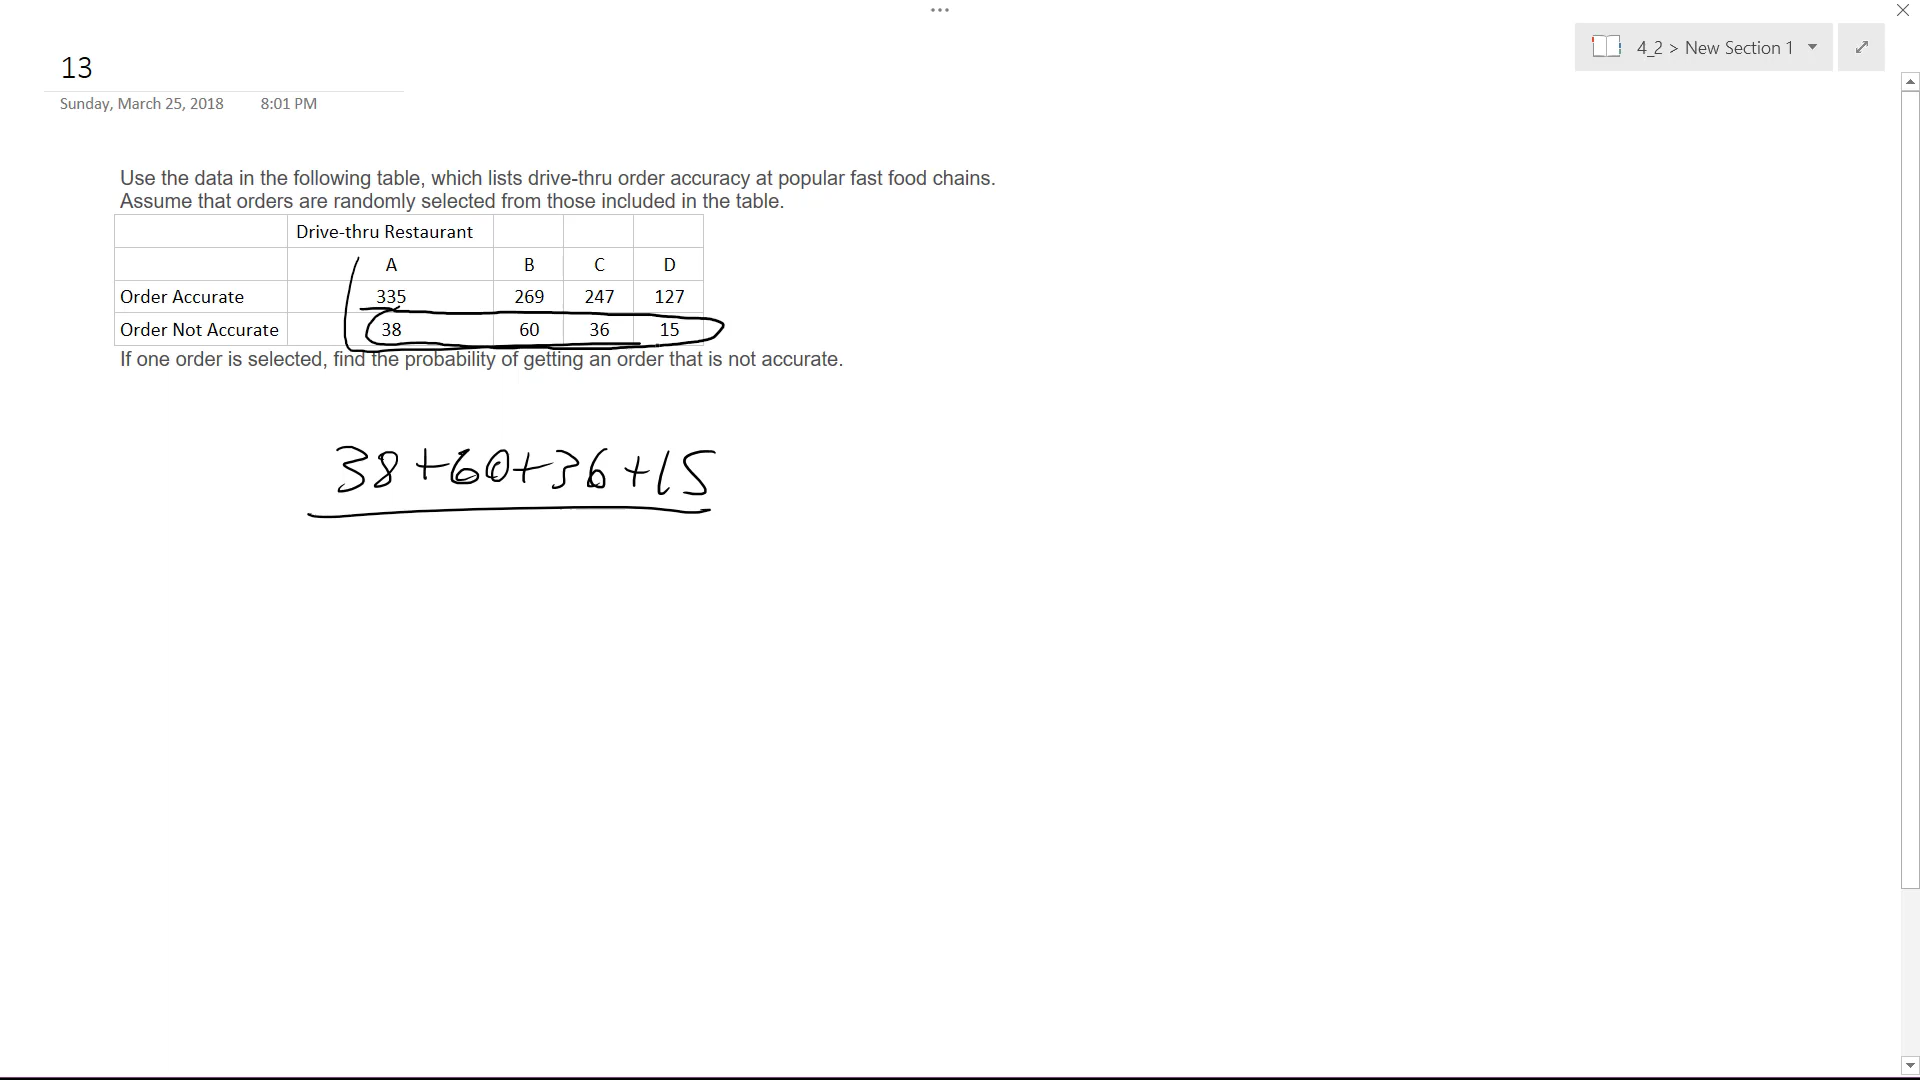 13
4_2 > New Section 1
Sunday, March 25, 2018 8:01 PM
Use the data in the following table, which lists drive-thru order accuracy at popular fast food chains.
Assume that orders are randomly selected from those included in the table.
Drive-thru Restaurant
A B C D
Order Accurate 335 269 247 127
Order Not Accurate 38 60 36 15
If one order is selected, find the probability of getting an order that is not accurate.
38+60+36+15